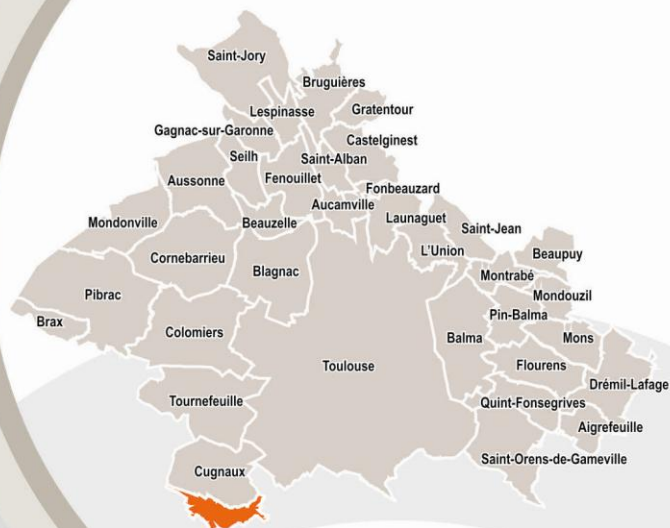 Saint-Jory
Bruguières
Lespinasse
Gratentour
Gagnac-sur-Garonne
Castelginest
Seilh
Saint-Alban
Aussonne
Fenouillet
Fonbeauzard
Aucamville
Launaguet
Mondonville
Beauzelle
Saint-Jean
L'Union
Beaupuy
Cornebarrieu
Blagnac
Montrabé
Pibrac
Mondouzil
Pin-Balma
Brax
Colomiers
Balma
Mons
Toulouse
Flourens
Drémil-Lafage
Tournefeuille
Quint-Fonsegrives
Aigrefeuille
Saint-Orens-de-Gameville
Cugnaux